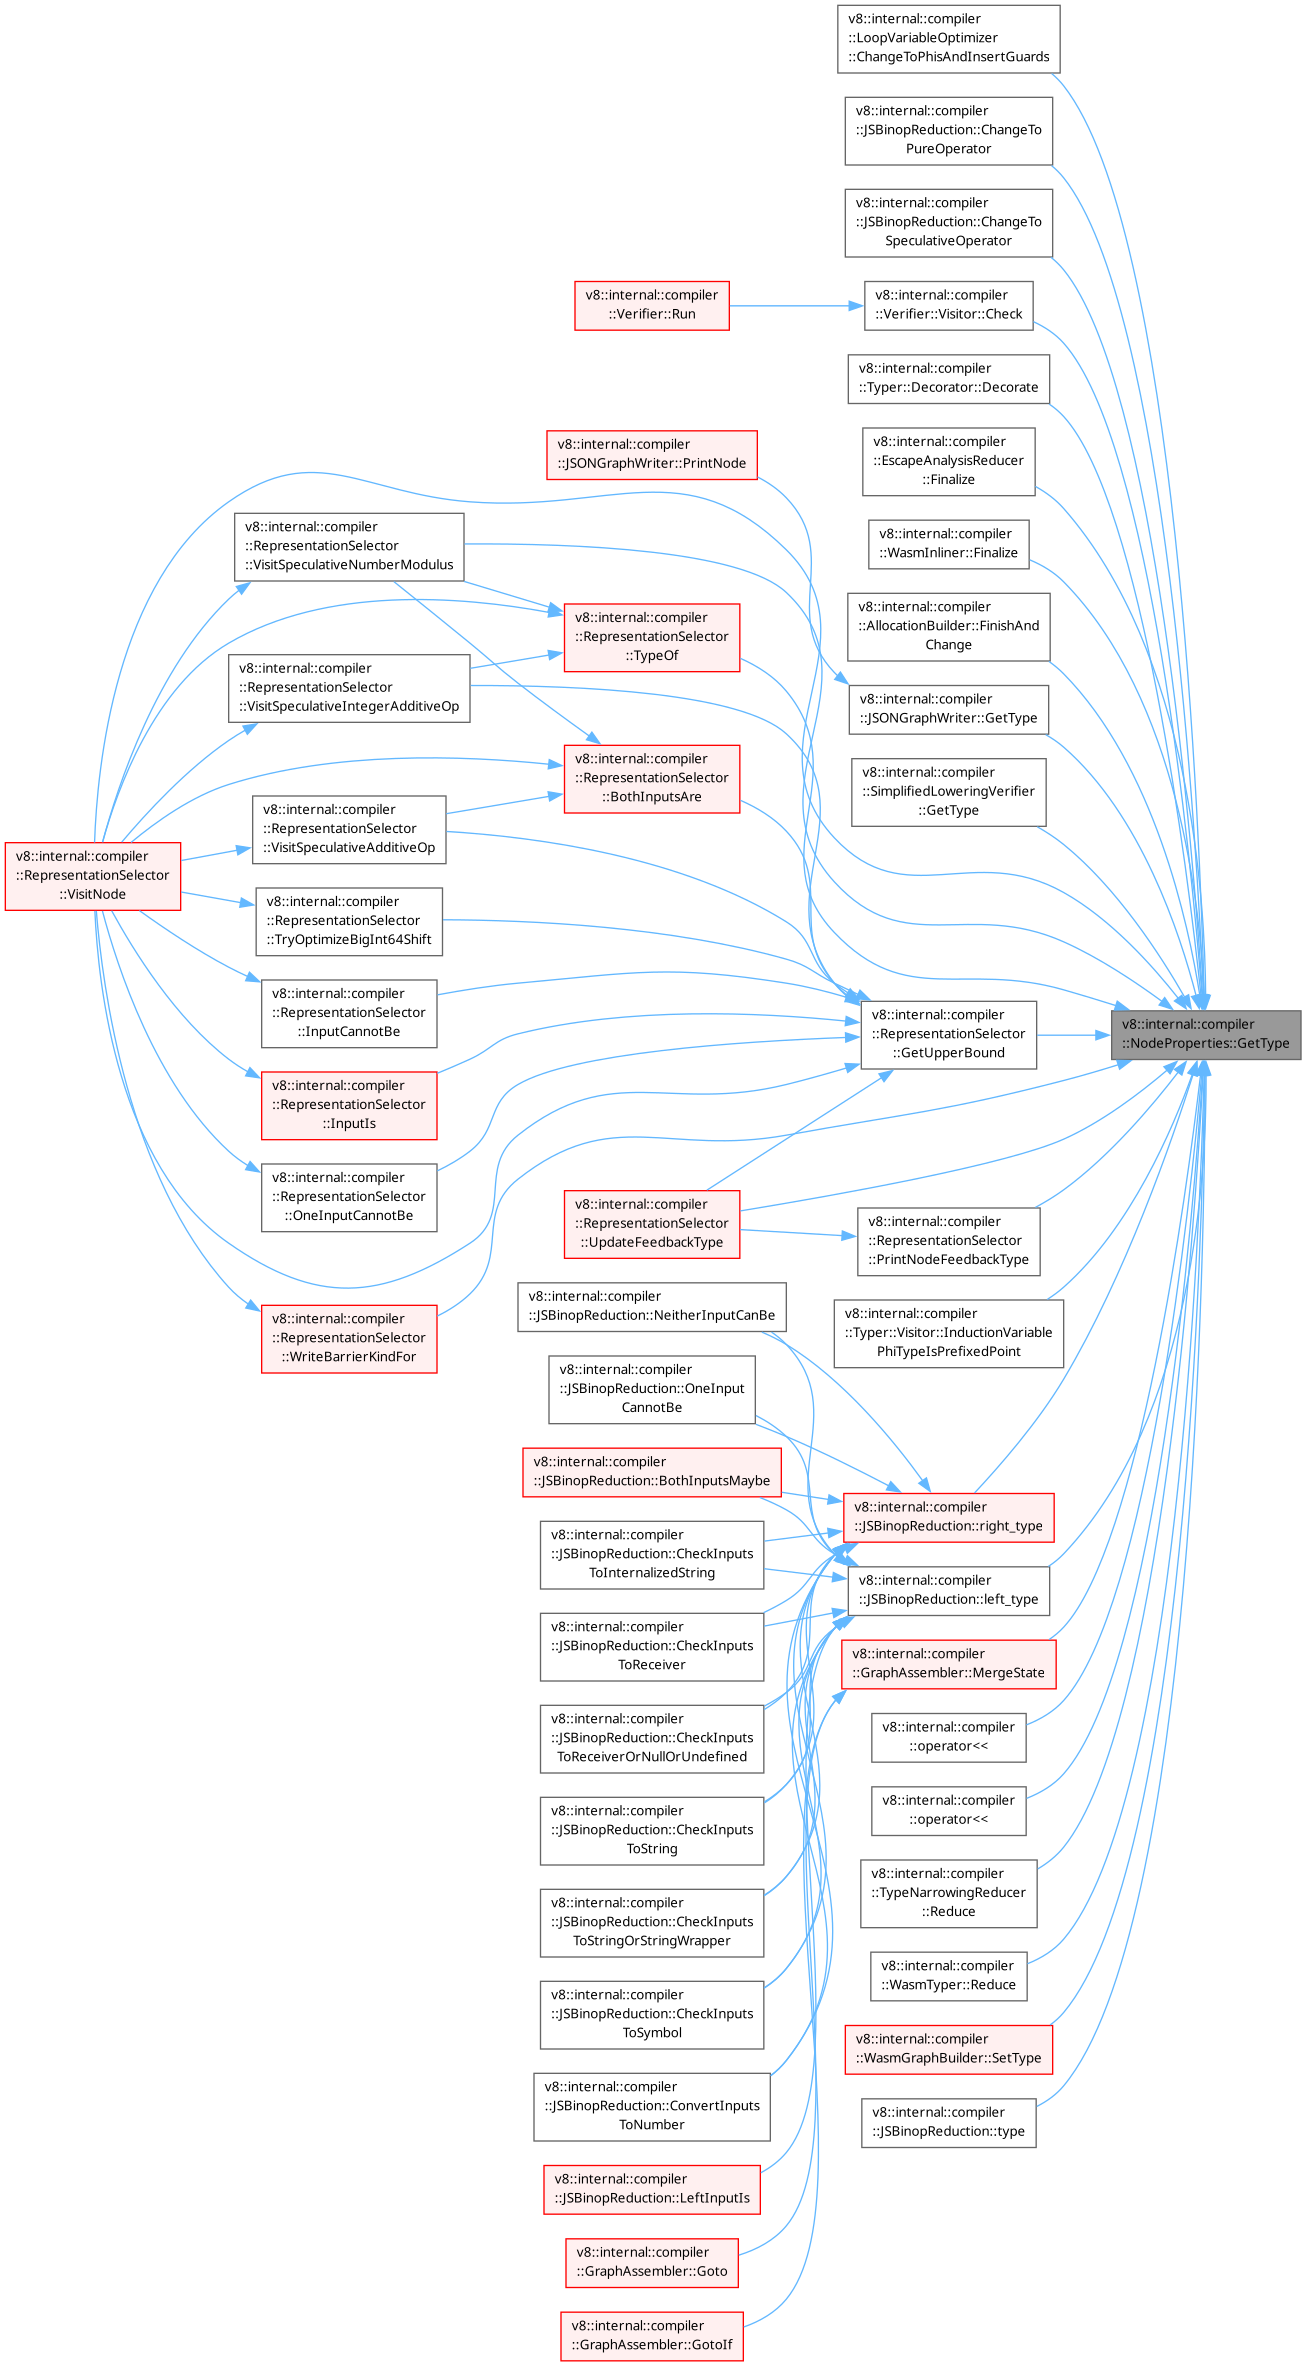 v8::internal::compiler
::LoopVariableOptimizer
::ChangeToPhisAndInsertGuards
v8::internal::compiler
::JSBinopReduction::ChangeTo
PureOperator
v8::internal::compiler
::JSBinopReduction::ChangeTo
SpeculativeOperator
v8::internal::compiler
::Verifier::Run
v8::internal::compiler
::Verifier::Visitor::Check
v8::internal::compiler
::Typer::Decorator::Decorate
v8::internal::compiler
::JSONGraphWriter::PrintNode
v8::internal::compiler
::EscapeAnalysisReducer
::Finalize
v8::internal::compiler
::RepresentationSelector
::VisitSpeculativeNumberModulus
v8::internal::compiler
::WasmInliner::Finalize
v8::internal::compiler
::RepresentationSelector
::TypeOf
v8::internal::compiler
::AllocationBuilder::FinishAnd
Change
v8::internal::compiler
::RepresentationSelector
::VisitSpeculativeIntegerAdditiveOp
v8::internal::compiler
::JSONGraphWriter::GetType
v8::internal::compiler
::RepresentationSelector
::BothInputsAre
v8::internal::compiler
::SimplifiedLoweringVerifier
::GetType
v8::internal::compiler
::RepresentationSelector
::VisitSpeculativeAdditiveOp
v8::internal::compiler
::RepresentationSelector
::VisitNode
v8::internal::compiler
::RepresentationSelector
::TryOptimizeBigInt64Shift
v8::internal::compiler
::RepresentationSelector
::InputCannotBe
v8::internal::compiler
::RepresentationSelector
::GetUpperBound
v8::internal::compiler
::NodeProperties::GetType
v8::internal::compiler
::RepresentationSelector
::InputIs
v8::internal::compiler
::RepresentationSelector
::OneInputCannotBe
v8::internal::compiler
::RepresentationSelector
::UpdateFeedbackType
v8::internal::compiler
::RepresentationSelector
::PrintNodeFeedbackType
v8::internal::compiler
::RepresentationSelector
::WriteBarrierKindFor
v8::internal::compiler
::JSBinopReduction::NeitherInputCanBe
v8::internal::compiler
::Typer::Visitor::InductionVariable
PhiTypeIsPrefixedPoint
v8::internal::compiler
::JSBinopReduction::OneInput
CannotBe
v8::internal::compiler
::JSBinopReduction::BothInputsMaybe
v8::internal::compiler
::JSBinopReduction::right_type
v8::internal::compiler
::JSBinopReduction::CheckInputs
ToInternalizedString
v8::internal::compiler
::JSBinopReduction::left_type
v8::internal::compiler
::JSBinopReduction::CheckInputs
ToReceiver
v8::internal::compiler
::GraphAssembler::MergeState
v8::internal::compiler
::JSBinopReduction::CheckInputs
ToReceiverOrNullOrUndefined
v8::internal::compiler
::operator<<
v8::internal::compiler
::JSBinopReduction::CheckInputs
ToString
v8::internal::compiler
::operator<<
v8::internal::compiler
::JSBinopReduction::CheckInputs
ToStringOrStringWrapper
v8::internal::compiler
::TypeNarrowingReducer
::Reduce
v8::internal::compiler
::JSBinopReduction::CheckInputs
ToSymbol
v8::internal::compiler
::WasmTyper::Reduce
v8::internal::compiler
::WasmGraphBuilder::SetType
v8::internal::compiler
::JSBinopReduction::ConvertInputs
ToNumber
v8::internal::compiler
::JSBinopReduction::type
v8::internal::compiler
::JSBinopReduction::LeftInputIs
v8::internal::compiler
::GraphAssembler::Goto
v8::internal::compiler
::GraphAssembler::GotoIf